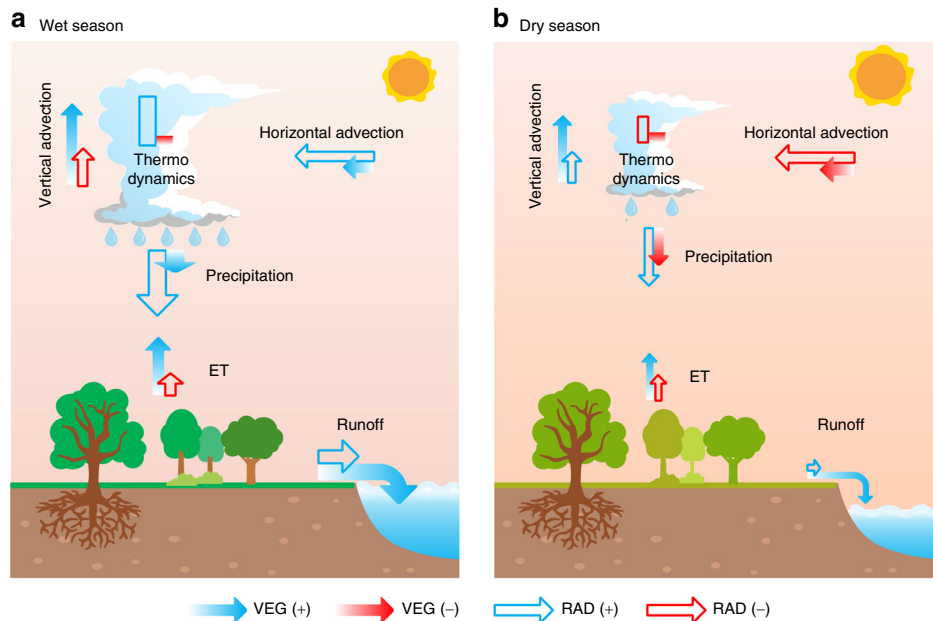 a Wet season
Vertical advection
Thermo
dynamics
Horizontal advection
Precipitation
ET
Runoff
b Dry season
Vertical advection
Thermo
dynamics
Horizontal advection
Precipitation
ET
Runoff
VEG (+) VEG (−) RAD (+) RAD (−)